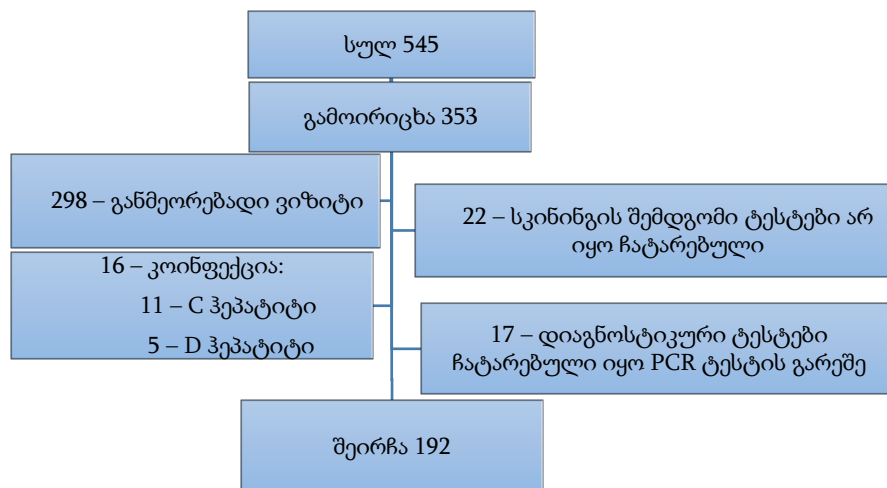 სულ 545
გამოირიცხა 353
298 – განმეორებადი ვიზიტი
22 – სკინინგის შემდგომი ტესტები არ
იყო ჩატარებული
16 – კოინფექცია:
11 – C ჰეპატიტი
5 – D ჰეპატიტი
17 – დიაგნოსტიკური ტესტები
ჩატარებული იყო PCR ტესტის გარეშე
შეირჩა 192